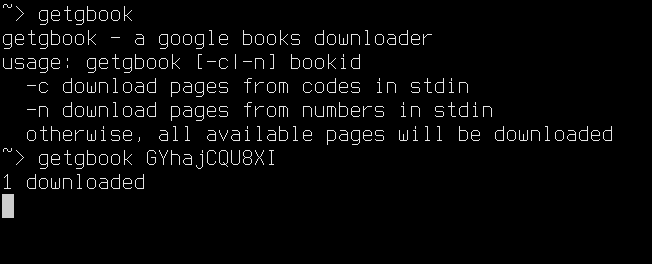 ~> getgbook
getgbook - a google books downloader
usage: getgbook [-c|-n] bookid
  -c download pages from codes in stdin
  -n download pages from numbers in stdin
  otherwise, all available pages will be downloaded
~> getgbook GYhajCQU8XI
1 downloaded